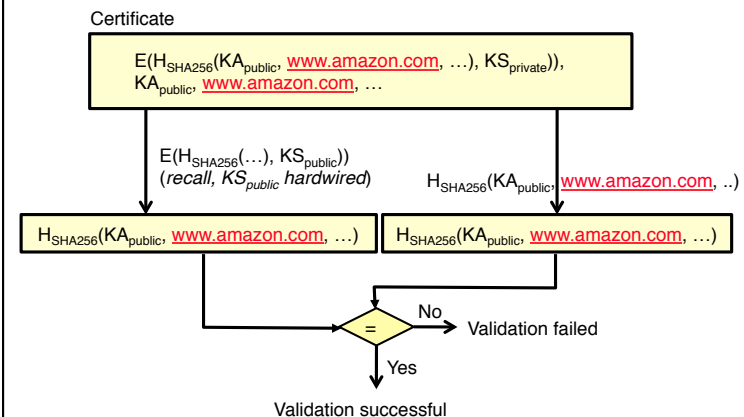 Certificate
E(H_SHA256(KA_public, www.amazon.com, …), KS_private)),
KA_public, www.amazon.com, …
E(H_SHA256(…), KS_public))
(recall, KS_public hardwired)
H_SHA256(KA_public, www.amazon.com, ..)
H_SHA256(KA_public, www.amazon.com, …)
H_SHA256(KA_public, www.amazon.com, …)
=
No
Validation failed
Yes
Validation successful